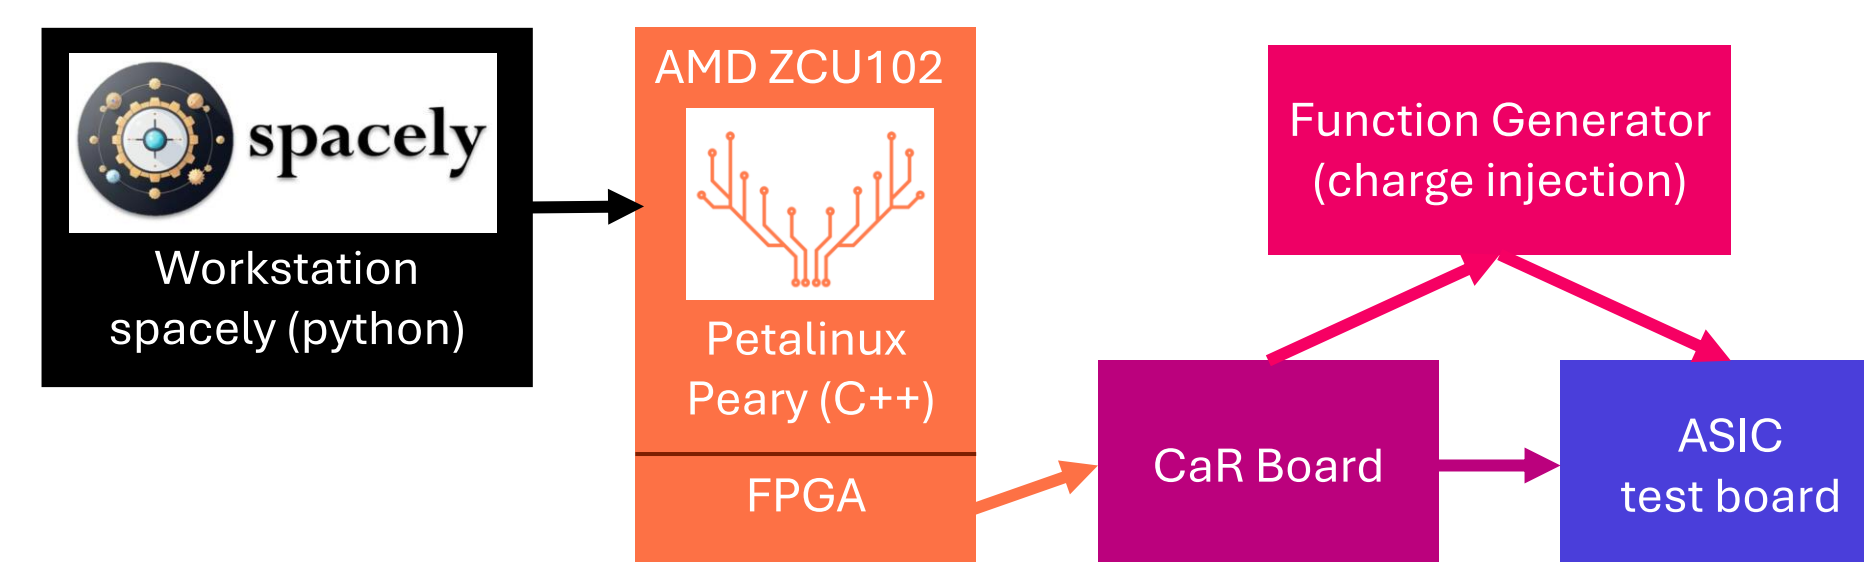 spacely
Workstation
spacely (python)
AMD ZCU102
Petalinux
Peary (C++)
FPGA
Function Generator
(charge injection)
CaR Board
ASIC
test board